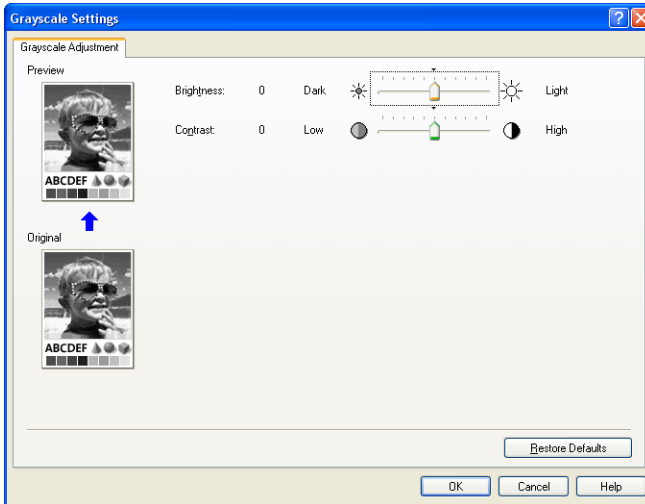 Grayscale Settings
Grayscale Adjustment
Preview
Brightness: 0 Dark Light
Contrast: 0 Low High
ABCDEF
Original
ABCDEF
Restore Defaults
OK Cancel Help